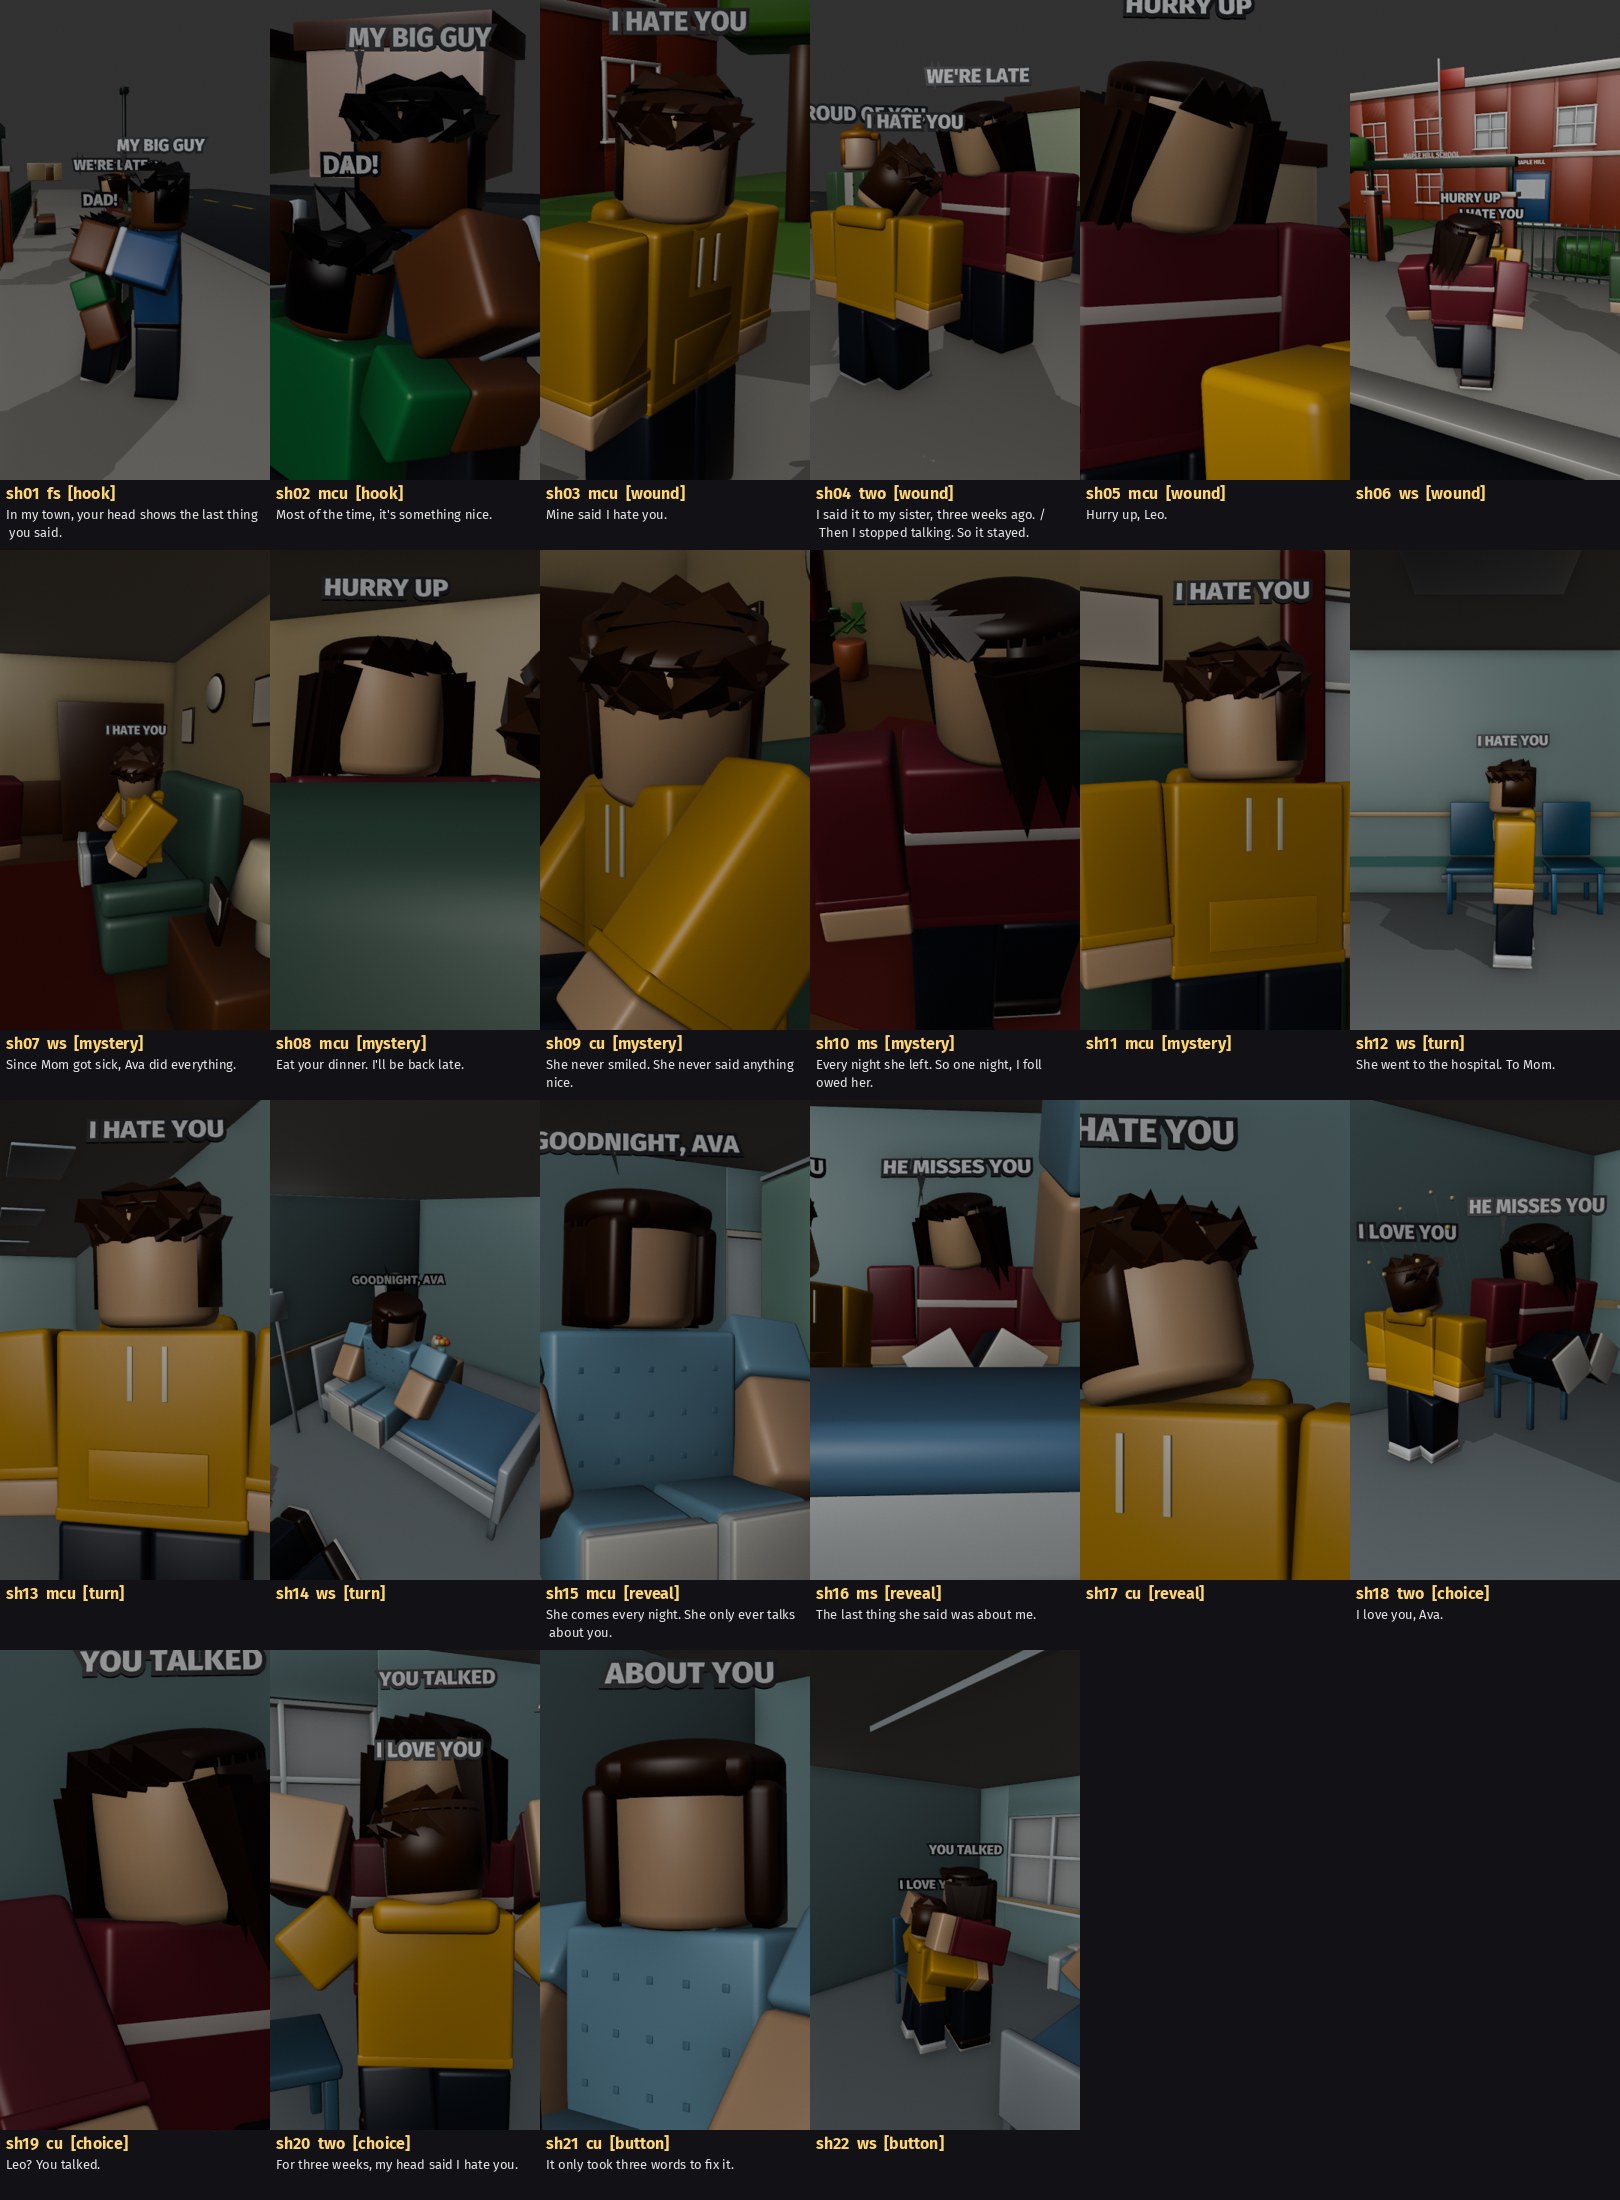 MY BIG GUY
WE'RE LATE
DAD!
sh01 fs [hook]
In my town, your head shows the last thing
you said.
MY BIG GUY
DAD!
sh02 mcu [hook]
Most of the time, it's something nice.
I HATE YOU
sh03 mcu [wound]
Mine said I hate you.
WE'RE LATE
ROUD OF YOU
I HATE YOU
sh04 two [wound]
I said it to my sister, three weeks ago. /
Then I stopped talking. So it stayed.
HURRY UP
sh05 mcu [wound]
Hurry up, Leo.
MAPLE HILL SCHOOL
MAPLE HILL
HURRY UP
I HATE YOU
sh06 ws [wound]
I HATE YOU
sh07 ws [mystery]
Since Mom got sick, Ava did everything.
HURRY UP
sh08 mcu [mystery]
Eat your dinner. I'll be back late.
sh09 cu [mystery]
She never smiled. She never said anything
nice.
sh10 ms [mystery]
Every night she left. So one night, I foll
owed her.
I HATE YOU
sh11 mcu [mystery]
I HATE YOU
sh12 ws [turn]
She went to the hospital. To Mom.
I HATE YOU
sh13 mcu [turn]
GOODNIGHT, AVA
sh14 ws [turn]
GOODNIGHT, AVA
sh15 mcu [reveal]
She comes every night. She only ever talks
about you.
U
HE MISSES YOU
sh16 ms [reveal]
The last thing she said was about me.
HATE YOU
sh17 cu [reveal]
HE MISSES YOU
I LOVE YOU
sh18 two [choice]
I love you, Ava.
YOU TALKED
sh19 cu [choice]
Leo? You talked.
YOU TALKED
I LOVE YOU
sh20 two [choice]
For three weeks, my head said I hate you.
ABOUT YOU
sh21 cu [button]
It only took three words to fix it.
YOU TALKED
I LOVE Y
sh22 ws [button]